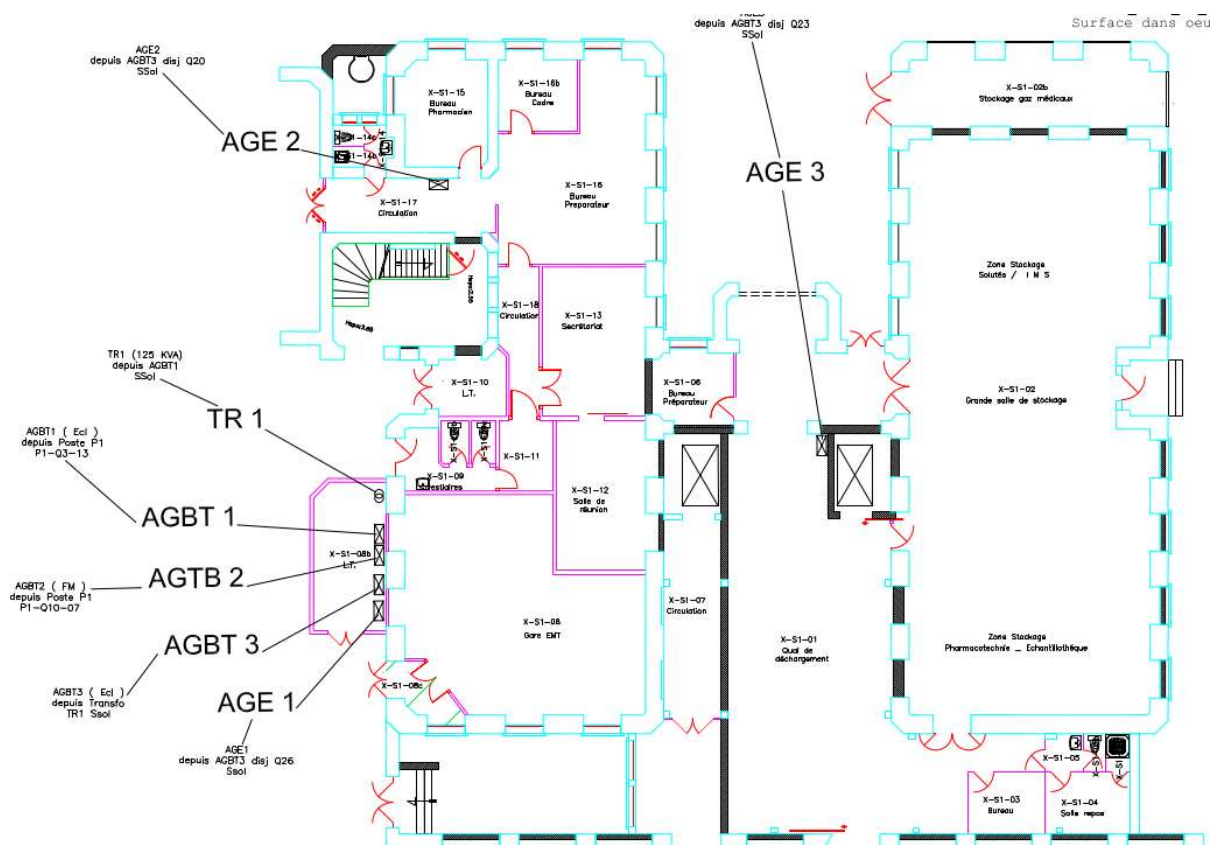 depuis AGBT3 disj Q23
SSol
Surface dans oeu
AGE2
depuis AGBT3 disj Q20
SSol
AGE 2
AGE 3
X-S1-15
Bureau
Pharmacien
X-S1-16b
Bureau
Cadre
X-S1-02b
Stockage gaz médicaux
X-S1-17
Circulation
X-S1-16
Bureau
Préparateur
Zone Stockage
Solutés / I M S
X-S1-18
Circulation
X-S1-13
Secrétariat
TR1 (125 KVA)
depuis AGBT1
SSol
TR 1
X-S1-10
L.T.
X-S1-06
Bureau
Préparateur
X-S1-02
Grande salle de stockage
AGBT1 ( Ecl )
depuis Poste P1
P1-Q3-13
AGBT 1
X-S1-09
X-S1-11
X-S1-12
Salle de
réunion
X-S1-08b
L.T.
AGTB 2
AGBT2 ( FM )
depuis Poste P1
P1-Q10-07
X-S1-07
Circulation
X-S1-08
Gare EMT
X-S1-01
Quai de
déchargement
Zone Stockage
Pharmacotechnie _ Echantillothèque
AGBT 3
AGBT3 ( Ecl )
depuis Transfo
TR1 Ssol
X-S1-08c
AGE 1
AGE1
depuis AGBT3 disj Q26
Ssol
X-S1-05
X-S1-03
Bureau
X-S1-04
Salle repos